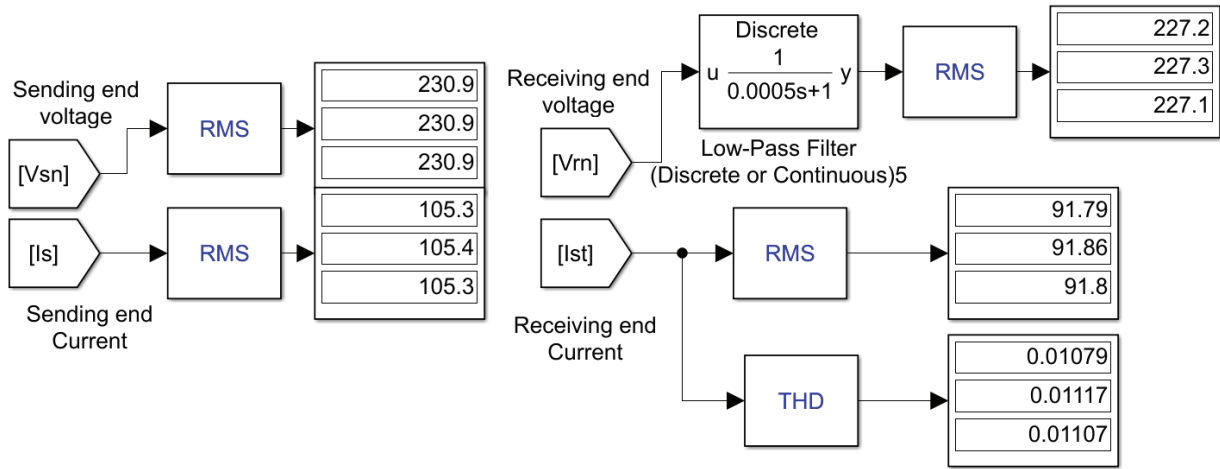 Sending end
voltage
[Vsn]
RMS
230.9
230.9
230.9
[Is]
RMS
105.3
105.4
105.3
Sending end
Current
Receiving end
voltage
[Vrn]
Discrete
u 1 y
0.0005s+1
Low-Pass Filter
(Discrete or Continuous)5
RMS
227.2
227.3
227.1
[Ist]
RMS
91.79
91.86
91.8
Receiving end
Current
THD
0.01079
0.01117
0.01107